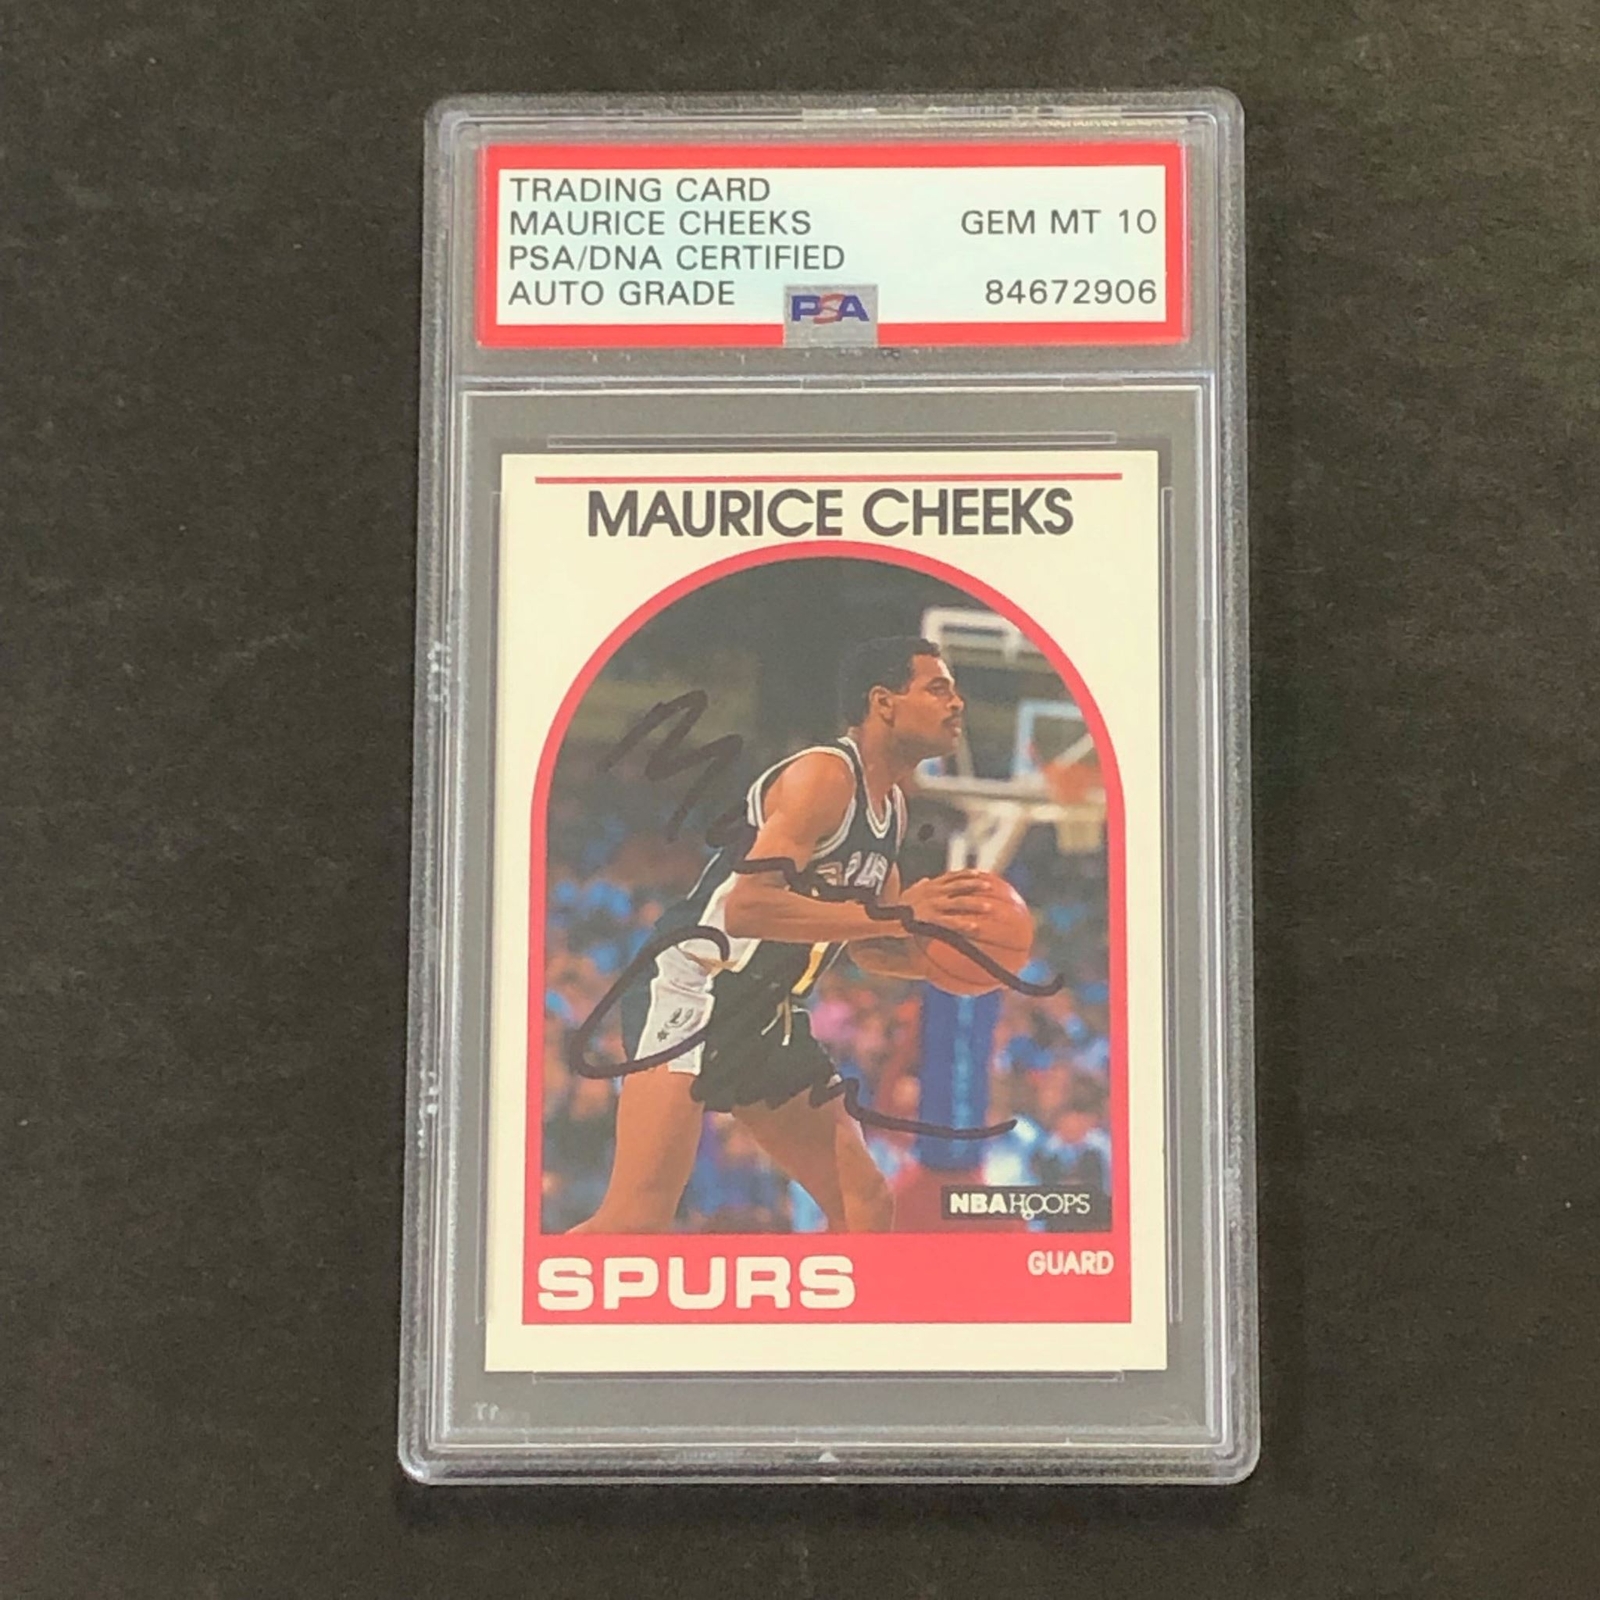 TRADING CARD
MAURICE CHEEKS GEM MT 10
PSA/DNA CERTIFIED
AUTO GRADE PSA 84672906
MAURICE CHEEKS
NBA HOOPS
SPURS GUARD